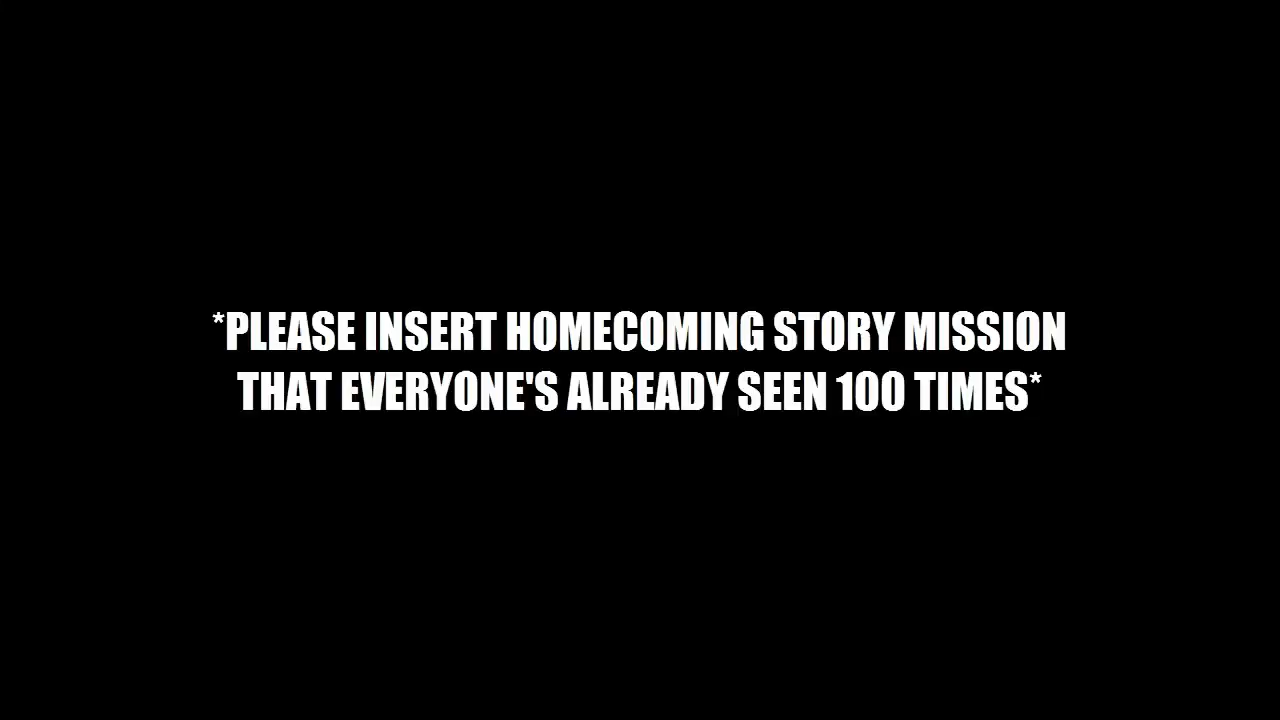 *PLEASE INSERT HOMECOMING STORY MISSION
THAT EVERYONE'S ALREADY SEEN 100 TIMES*